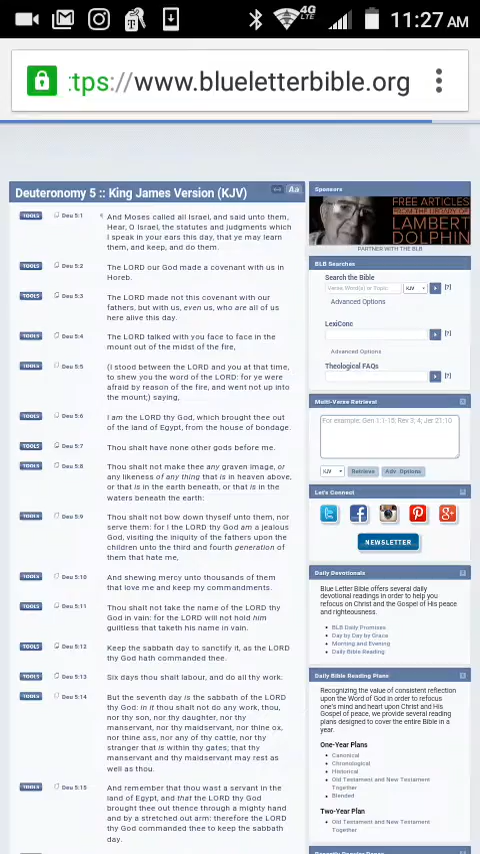 4G
LTE
11:27 AM
tps://www.blueletterbible.org
Deuteronomy 5 :: King James Version (KJV)
Aa
TOOLS Deu 5:1 And Moses called all Israel, and said unto them,
Hear, O Israel, the statutes and judgments which
I speak in your ears this day, that ye may learn
them, and keep, and do them.
TOOLS Deu 5:2 The LORD our God made a covenant with us in
Horeb.
TOOLS Deu 5:3 The LORD made not this covenant with our
fathers, but with us, even us, who are all of us
here alive this day.
TOOLS Deu 5:4 The LORD talked with you face to face in the
mount out of the midst of the fire,
TOOLS Deu 5:5 (I stood between the LORD and you at that time,
to shew you the word of the LORD: for ye were
afraid by reason of the fire, and went not up into
the mount;) saying,
TOOLS Deu 5:6 I am the LORD thy God, which brought thee out
of the land of Egypt, from the house of bondage.
TOOLS Deu 5:7 Thou shalt have none other gods before me.
TOOLS Deu 5:8 Thou shalt not make thee any graven image, or
any likeness of any thing that is in heaven above,
or that is in the earth beneath, or that is in the
waters beneath the earth:
TOOLS Deu 5:9 Thou shalt not bow down thyself unto them, nor
serve them: for I the LORD thy God am a jealous
God, visiting the iniquity of the fathers upon the
children unto the third and fourth generation of
them that hate me,
TOOLS Deu 5:10 And shewing mercy unto thousands of them
that love me and keep my commandments.
TOOLS Deu 5:11 Thou shalt not take the name of the LORD thy
God in vain: for the LORD will not hold him
guiltless that taketh his name in vain.
TOOLS Deu 5:12 Keep the sabbath day to sanctify it, as the LORD
thy God hath commanded thee.
TOOLS Deu 5:13 Six days thou shalt labour, and do all thy work:
TOOLS Deu 5:14 But the seventh day is the sabbath of the LORD
thy God: in it thou shalt not do any work, thou,
nor thy son, nor thy daughter, nor thy
manservant, nor thy maidservant, nor thine ox,
nor thine ass, nor any of thy cattle, nor thy
stranger that is within thy gates; that thy
manservant and thy maidservant may rest as
well as thou.
TOOLS Deu 5:15 And remember that thou wast a servant in the
land of Egypt, and that the LORD thy God
brought thee out thence through a mighty hand
and by a stretched out arm: therefore the LORD
thy God commanded thee to keep the sabbath
day.
Sponsors
FREE ARTICLES
FROM THE LIBRARY OF
LAMBERT
DOLPHIN
PARTNER WITH THE BLB
BLB Searches
Search the Bible
Verse, Word(s) or Topic KJV [?]
Advanced Options
LexiConc
[?]
Advanced Options
Theological FAQs
[?]
Multi-Verse Retrieval
For example: Gen 1:1-15; Rev 3, 4; Jer 21:10
KJV Retrieve Adv. Options
Let's Connect
NEWSLETTER
Daily Devotionals
Blue Letter Bible offers several daily
devotional readings in order to help you
refocus on Christ and the Gospel of His peace
and righteousness.
BLB Daily Promises
Day by Day by Grace
Morning and Evening
Daily Bible Reading
Daily Bible Reading Plans
Recognizing the value of consistent reflection
upon the Word of God in order to refocus
one's mind and heart upon Christ and His
Gospel of peace, we provide several reading
plans designed to cover the entire Bible in a
year.
One-Year Plans
Canonical
Chronological
Historical
Old Testament and New Testament
Together
Blended
Two-Year Plan
Old Testament and New Testament
Together